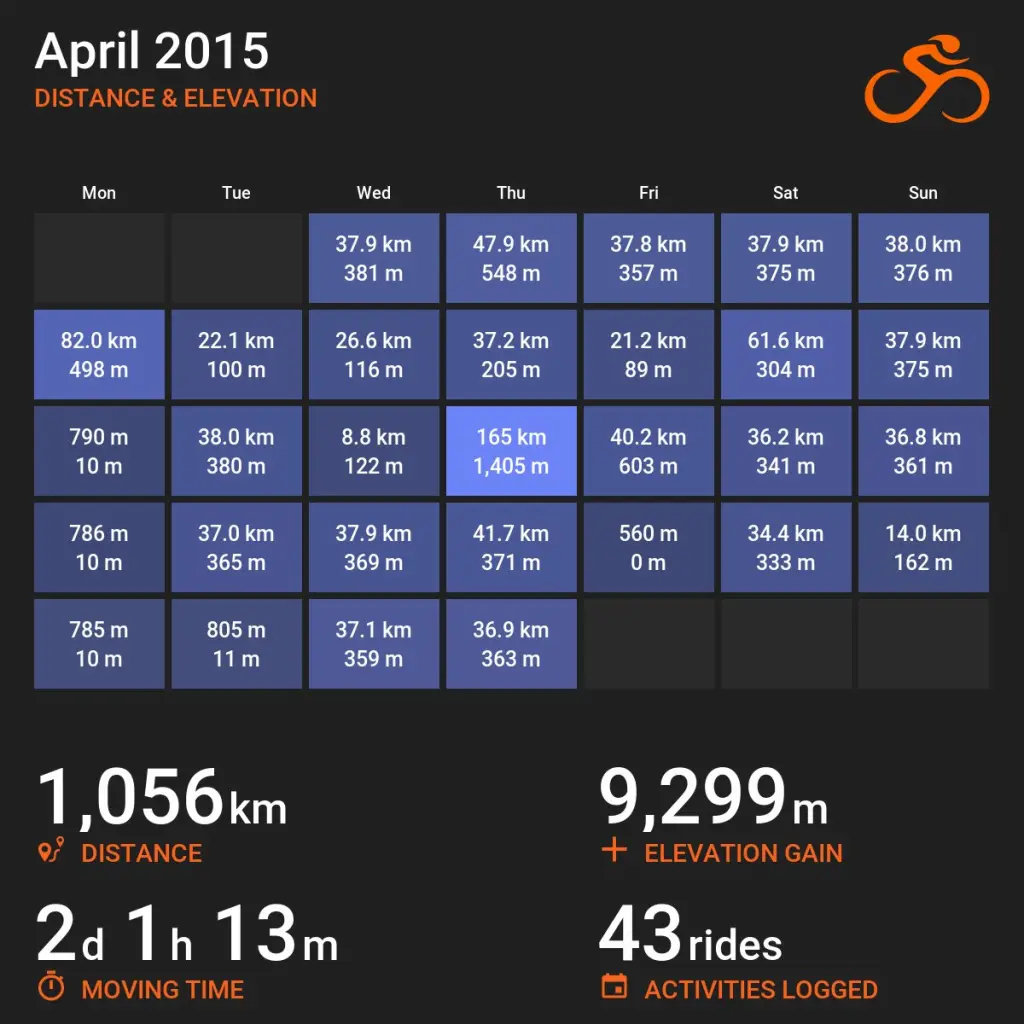 April 2015
DISTANCE & ELEVATION
Mon Tue Wed Thu Fri Sat Sun
37.9 km 47.9 km 37.8 km 37.9 km 38.0 km
381 m 548 m 357 m 375 m 376 m
82.0 km 22.1 km 26.6 km 37.2 km 21.2 km 61.6 km 37.9 km
498 m 100 m 116 m 205 m 89 m 304 m 375 m
790 m 38.0 km 8.8 km 165 km 40.2 km 36.2 km 36.8 km
10 m 380 m 122 m 1,405 m 603 m 341 m 361 m
786 m 37.0 km 37.9 km 41.7 km 560 m 34.4 km 14.0 km
10 m 365 m 369 m 371 m 0 m 333 m 162 m
785 m 805 m 37.1 km 36.9 km
10 m 11 m 359 m 363 m
1,056 km 9,299 m
DISTANCE ELEVATION GAIN
2d 1h 13m 43 rides
MOVING TIME ACTIVITIES LOGGED